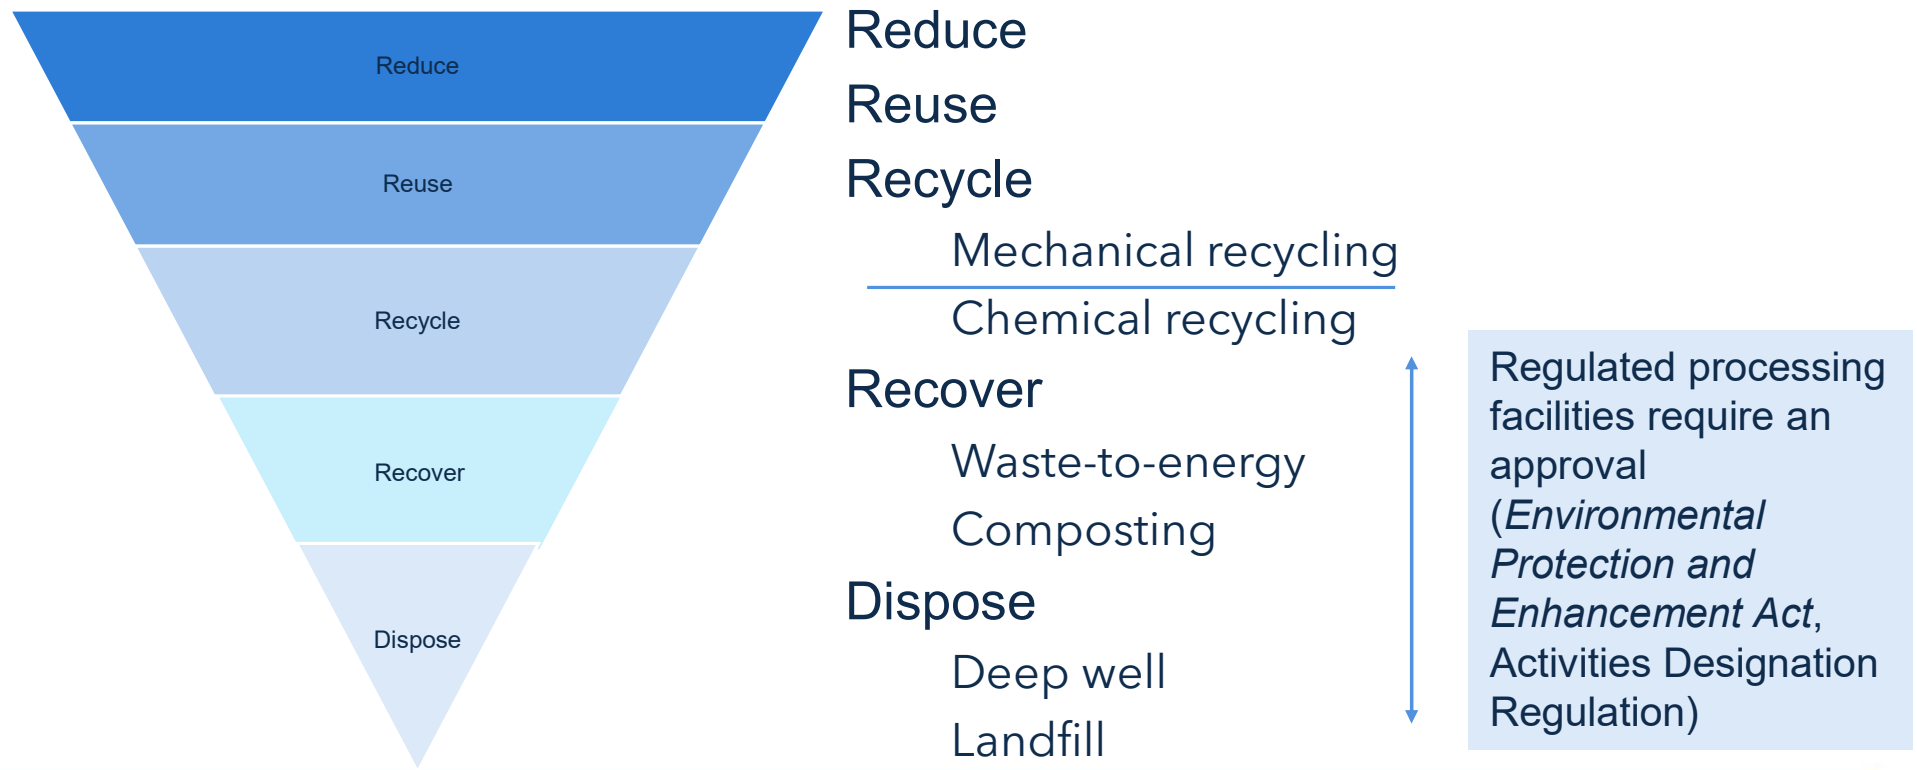 Reduce
Reuse
Recycle
Recover
Dispose
Reduce
Reuse
Recycle
Mechanical recycling
Chemical recycling
Recover
Waste-to-energy
Composting
Dispose
Deep well
Landfill
Regulated processing
facilities require an
approval
(Environmental
Protection and
Enhancement Act,
Activities Designation
Regulation)